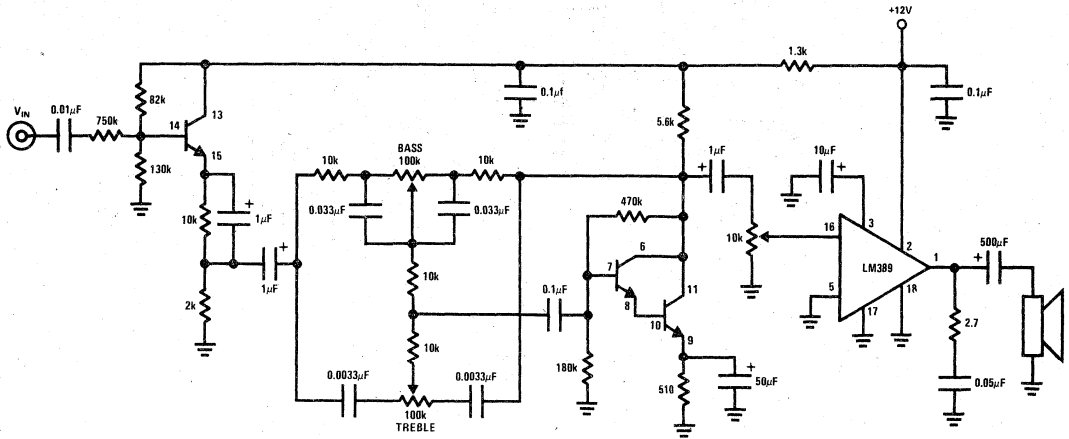 +12V
1.3k
82k
13
0.1µf
0.1µF
V_IN
0.01µF
750k
14
5.6k
15
130k
BASS
100k
10k
10k
1µF
10µF
+
+
+
10k
1µF
0.033µF
0.033µF
470k
10k
16
3
2
LM389
1
500µF
+
+
1µF
10k
6
7
0.1µF
8
11
10
9
5
17
18
2k
10k
2.7
180k
510
+
50µF
0.05µF
0.0033µF
0.0033µF
100k
TREBLE